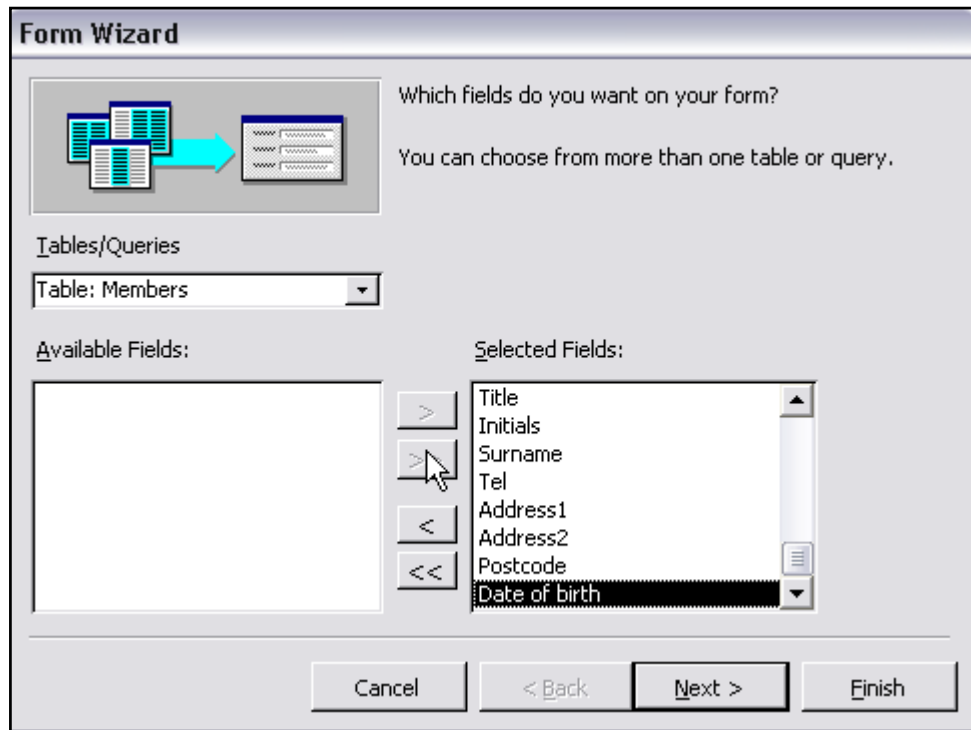 Form Wizard
Which fields do you want on your form?
You can choose from more than one table or query.
Tables/Queries
Table: Members
Available Fields:
Selected Fields:
>
>>
<
<<
Title
Initials
Surname
Tel
Address1
Address2
Postcode
Date of birth
Cancel
< Back
Next >
Finish